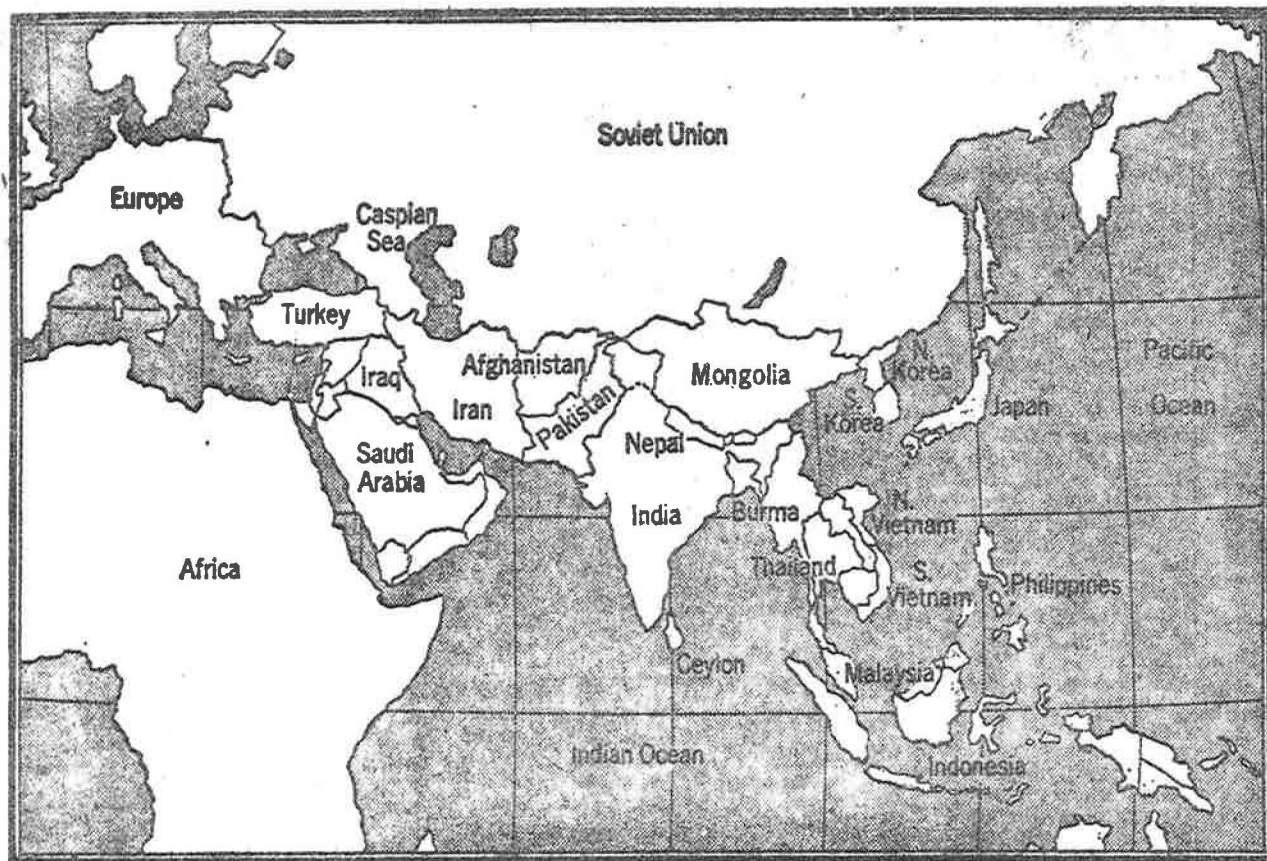 Soviet Union
Europe
Caspian
Sea
Turkey
Afghanistan
Iraq
Iran
Pakistan
Mongolia
N.
Korea
S.
Korea
Japan
Pacific
Ocean
Saudi
Arabia
Nepal
India
Burma
N.
Vietnam
Thailand
S.
Vietnam
Philippines
Africa
Ceylon
Malaysia
Indian Ocean
Indonesia